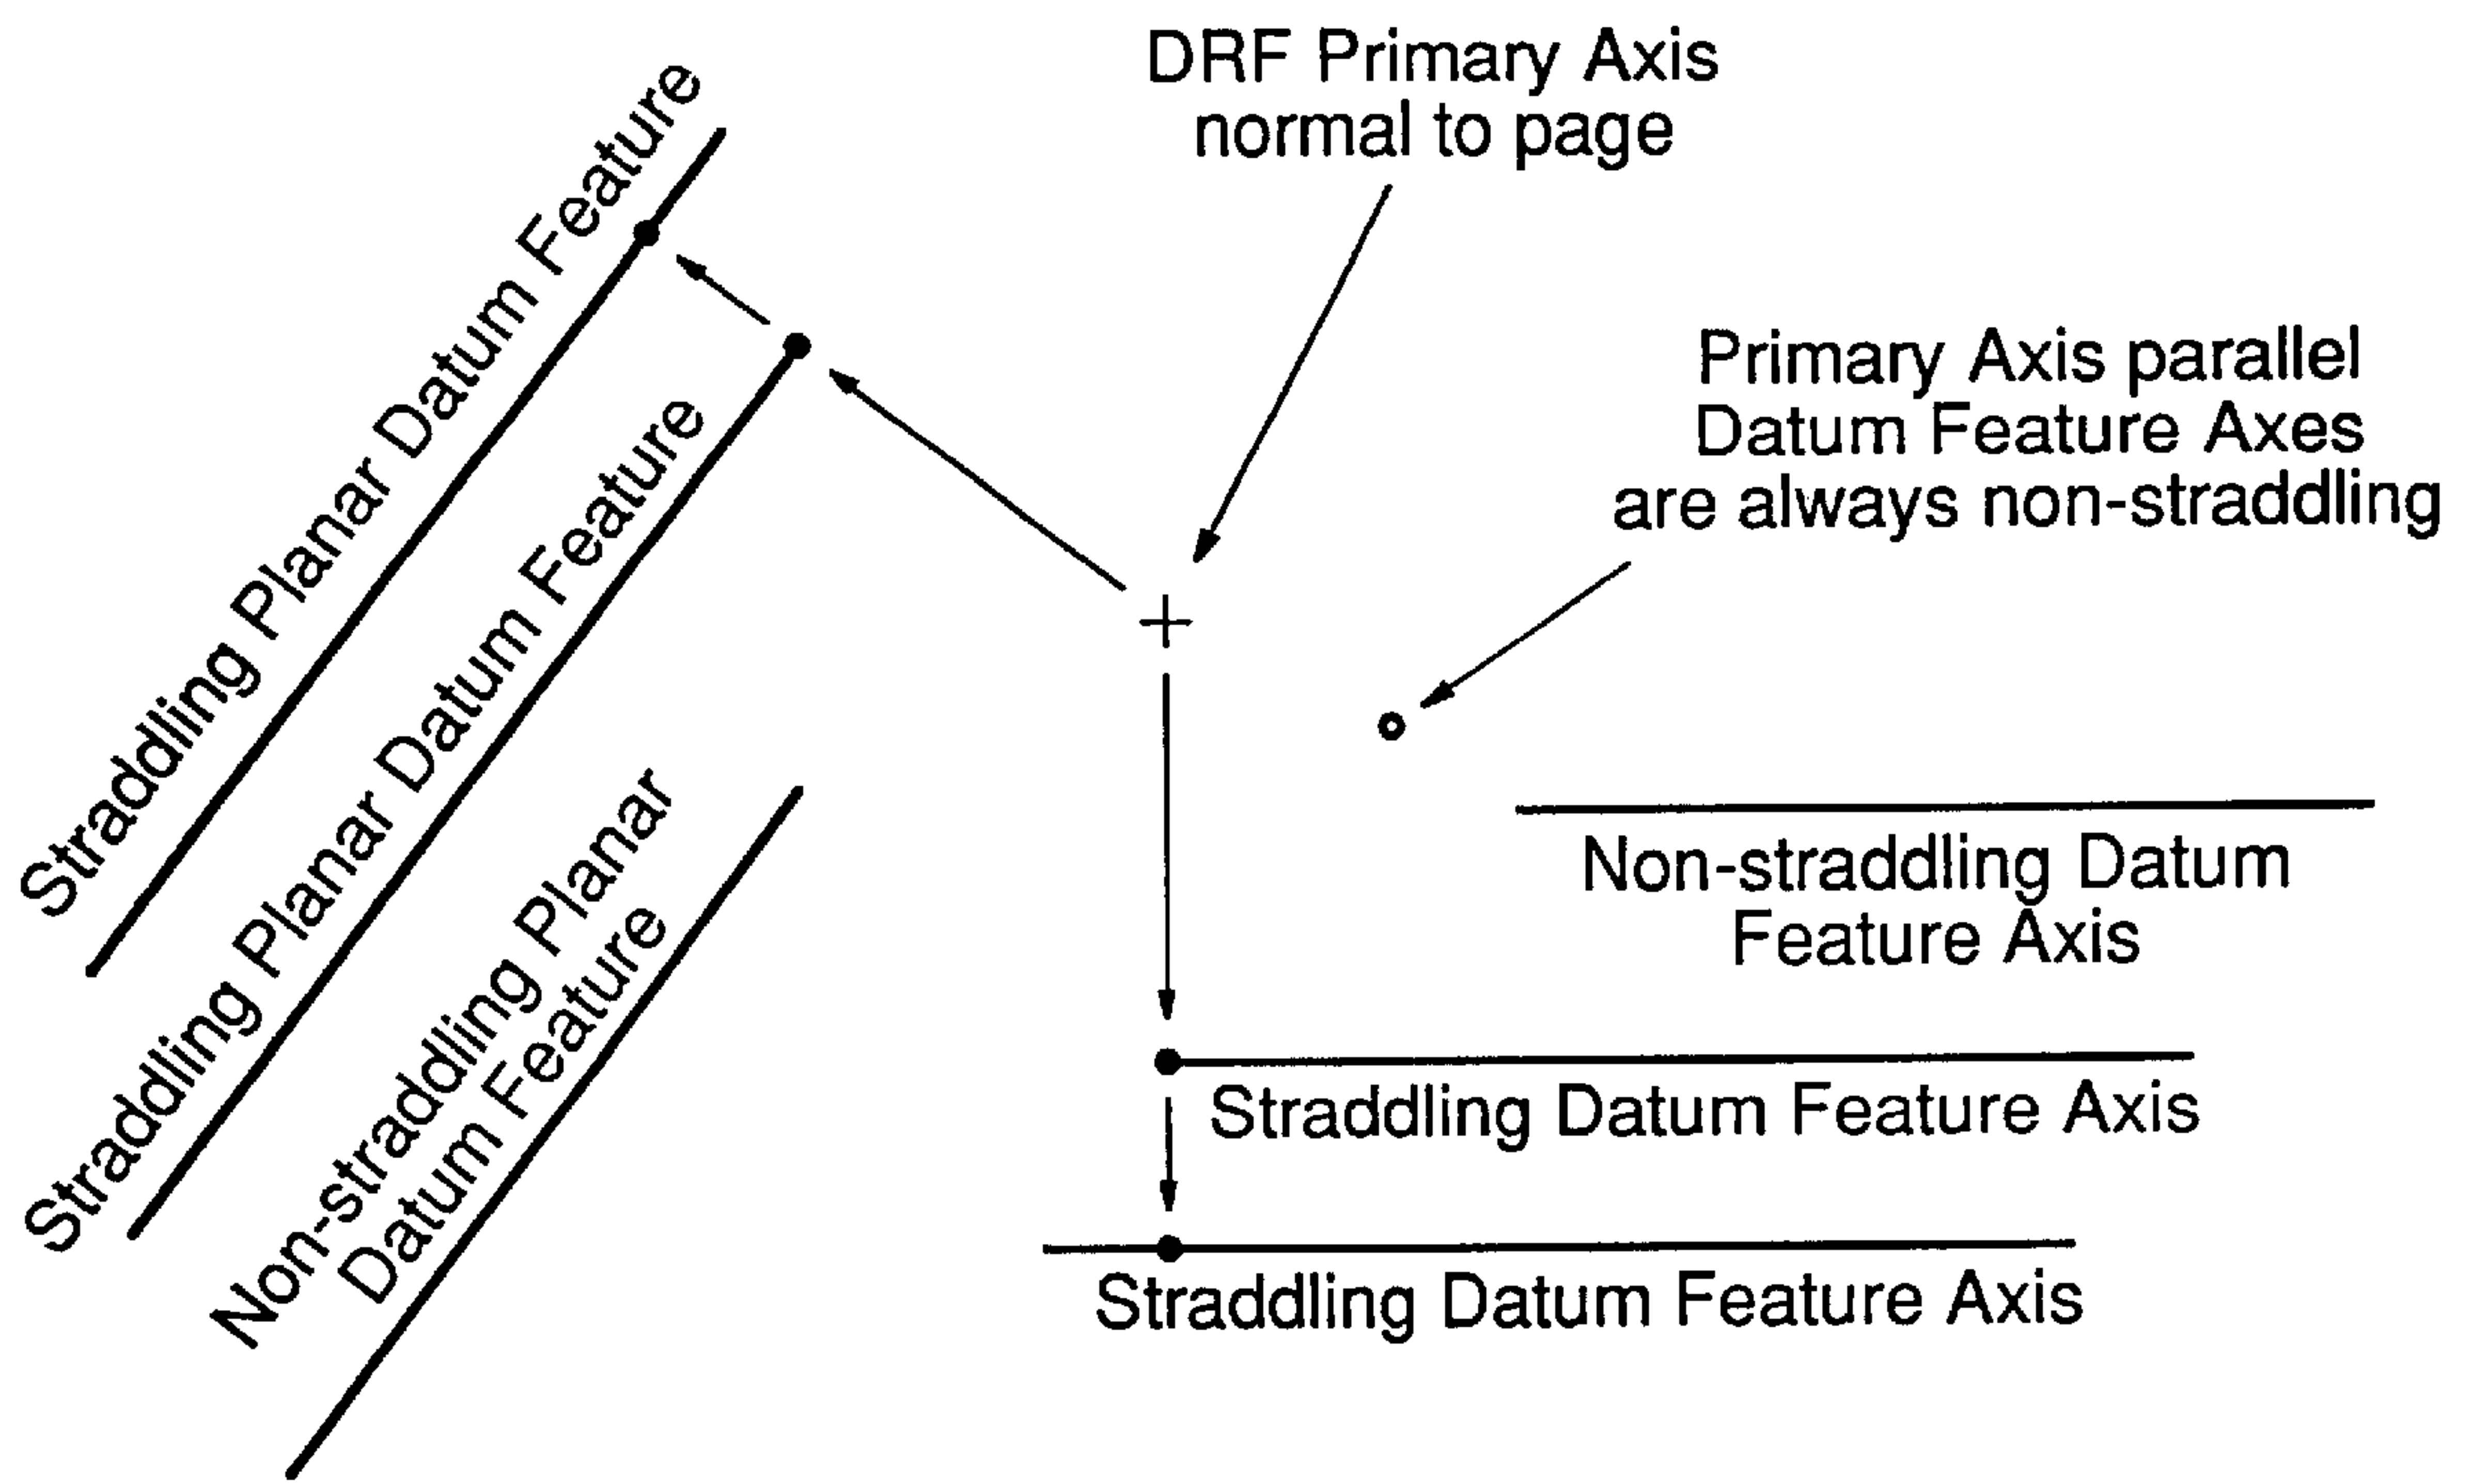 Straddling Planar Datum Feature
Straddling Planar Datum Feature
Non-straddling Planar
Datum Feature
DRF Primary Axis
normal to page
Primary Axis parallel
Datum Feature Axes
are always non-straddling
Non-straddling Datum
Feature Axis
Straddling Datum Feature Axis
Straddling Datum Feature Axis